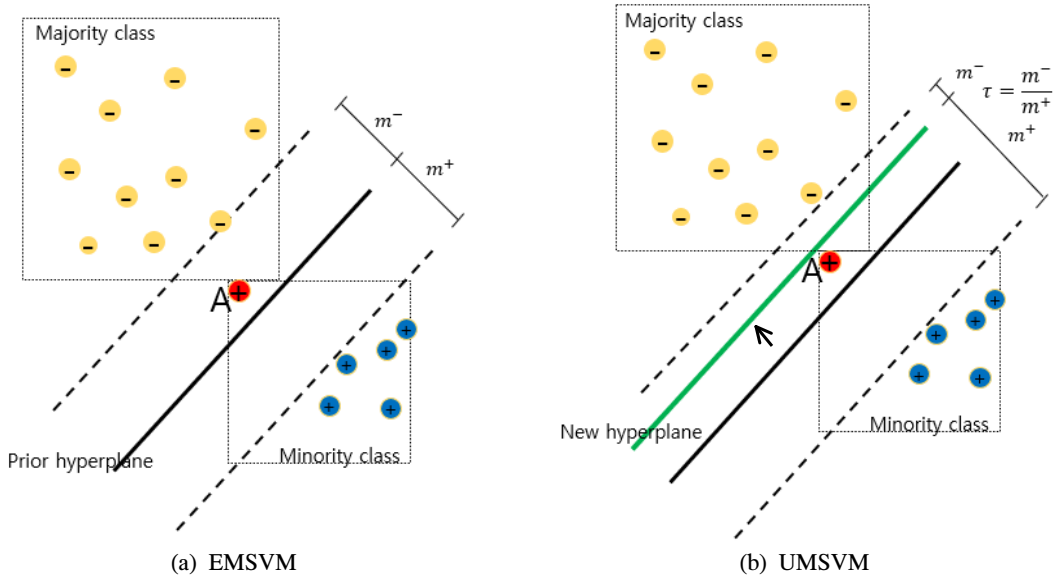 Majority class
m⁻
m⁺
A
Prior hyperplane
Minority class
(a) EMSVM
Majority class
m⁻
τ = m⁻/m⁺
m⁺
A
New hyperplane
Minority class
(b) UMSVM